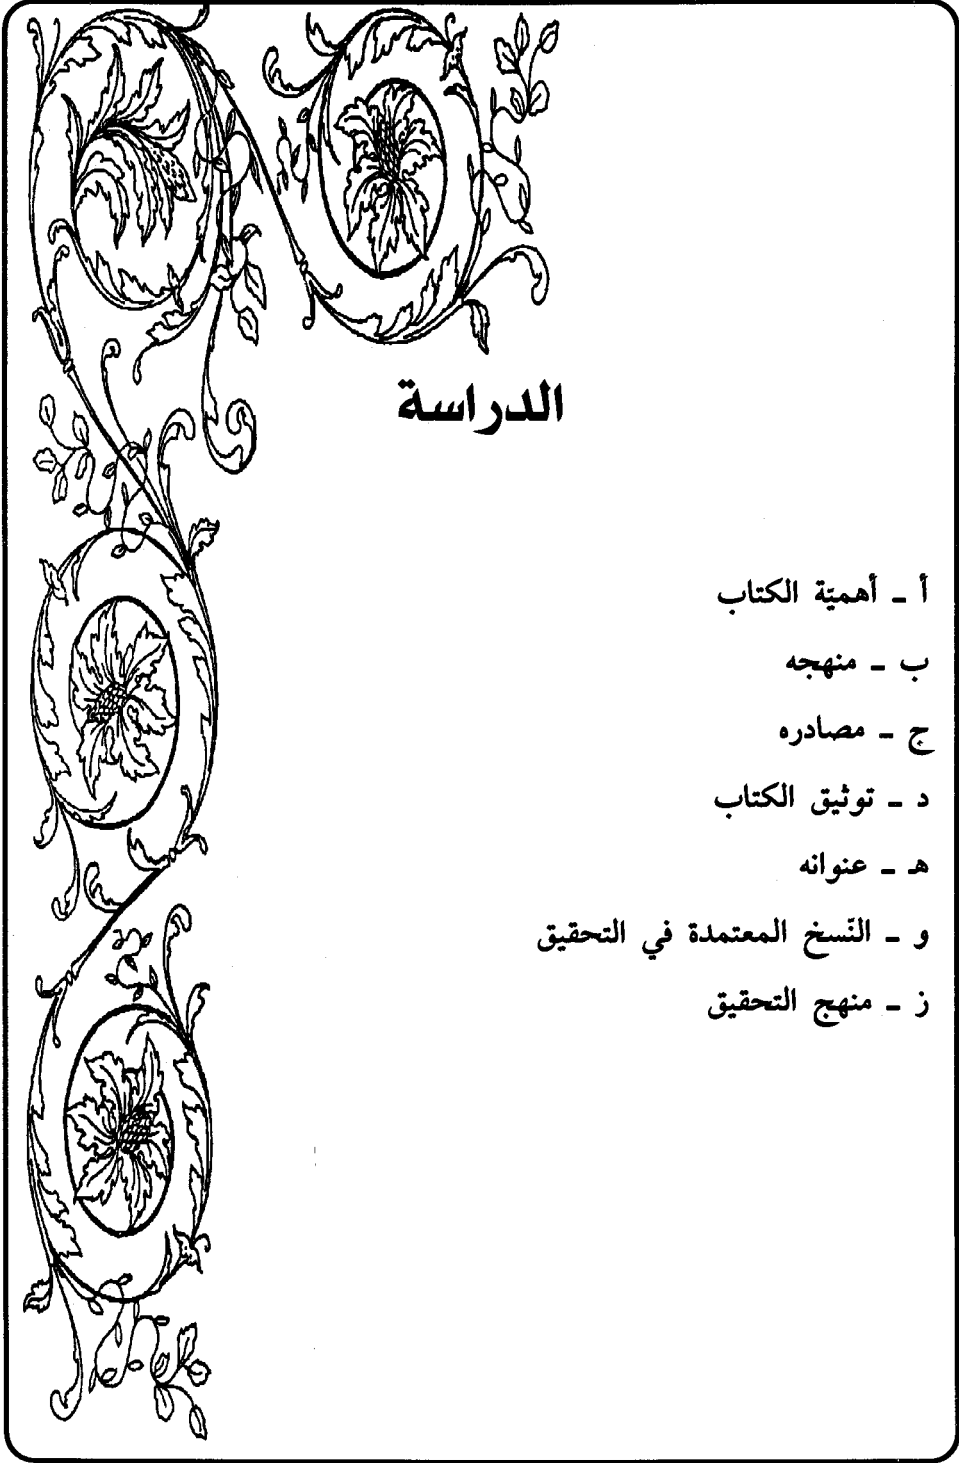 الدراسة
أ ـ أهميّة الكتاب
ب ـ منهجه
ج ـ مصادره
د ـ توثيق الكتاب
هـ ـ عنوانه
و ـ النّسخ المعتمدة في التحقيق
ز ـ منهج التحقيق